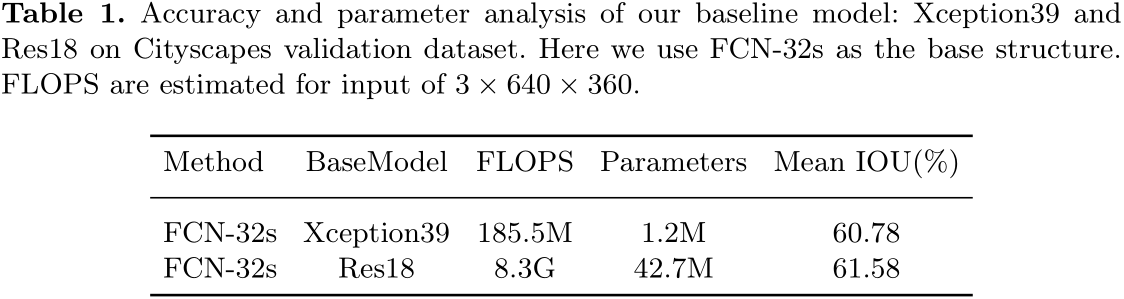 Table 1. Accuracy and parameter analysis of our baseline model: Xception39 and
Res18 on Cityscapes validation dataset. Here we use FCN-32s as the base structure.
FLOPS are estimated for input of 3 × 640 × 360.
Method BaseModel FLOPS Parameters Mean IOU(%)
FCN-32s Xception39 185.5M 1.2M 60.78
FCN-32s Res18 8.3G 42.7M 61.58